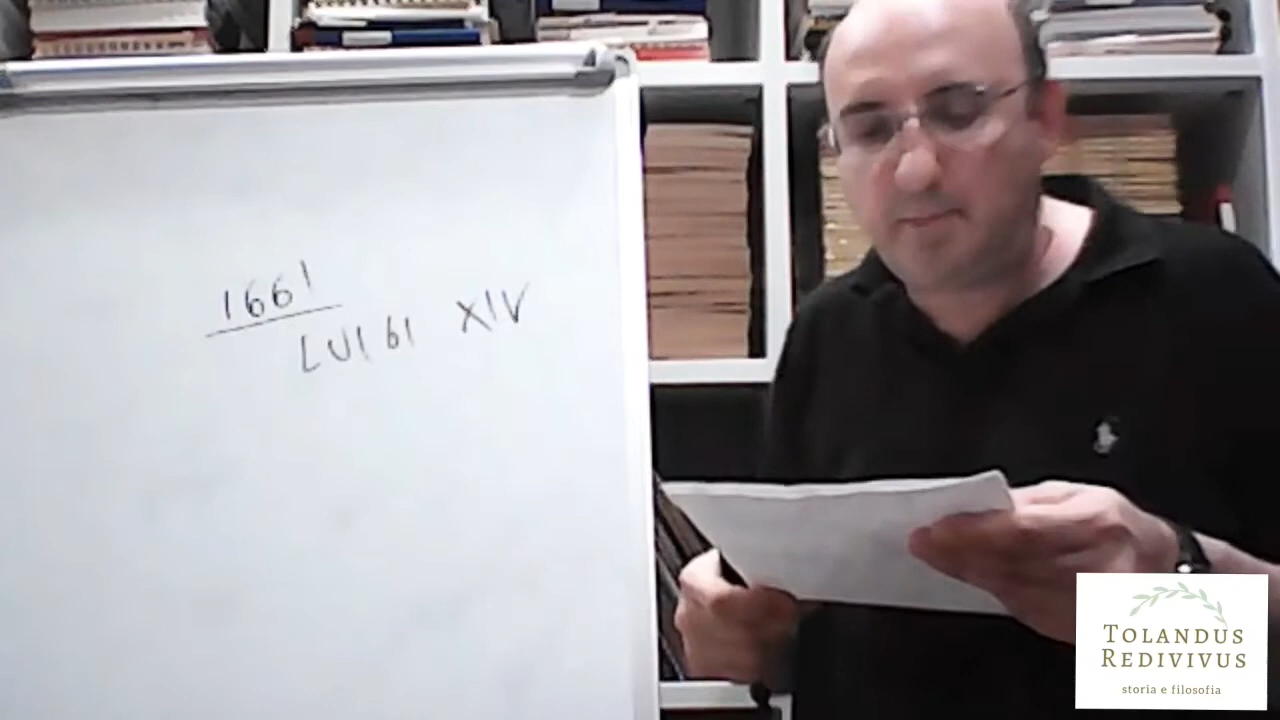 1661
LUIGI XIV
TOLANDUS
REDIVIVUS
storia e filosofia